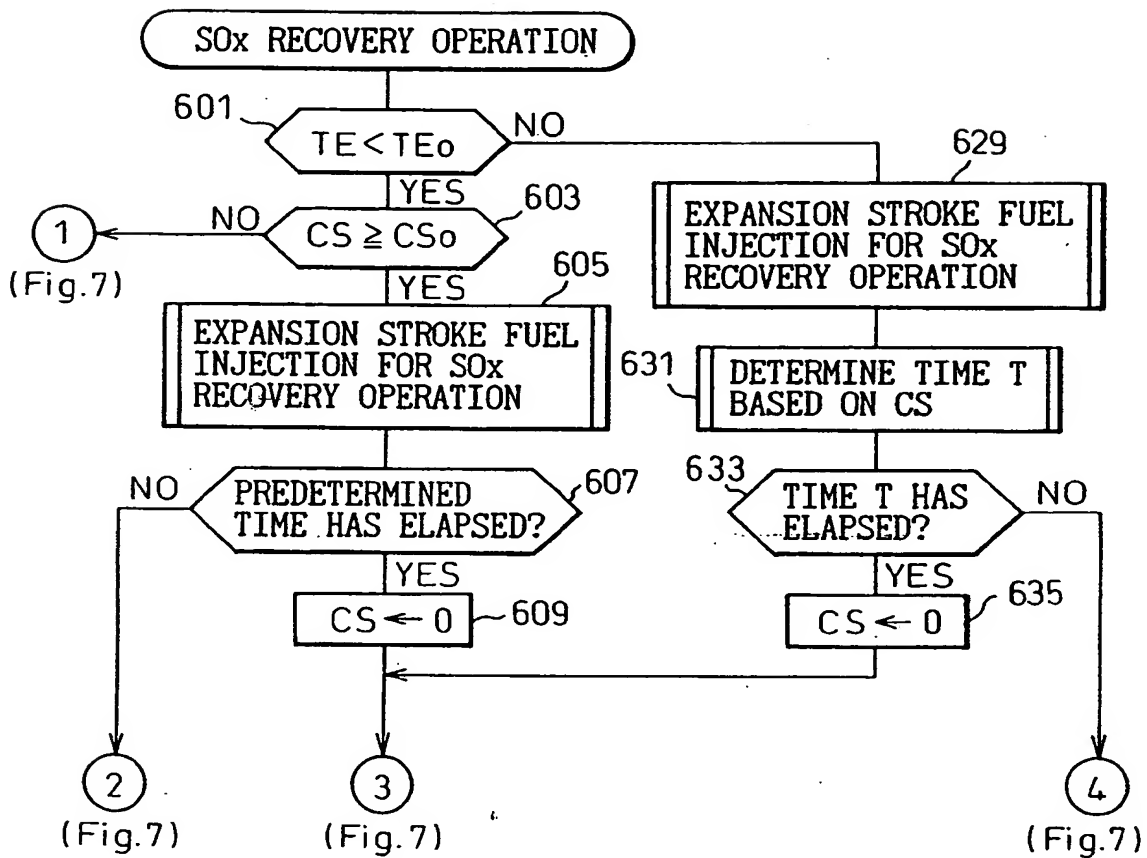 SOx RECOVERY OPERATION
601
TE < TEo
NO
YES
603
NO
CS ≧ CSo
1
(Fig.7)
YES
605
EXPANSION STROKE FUEL
INJECTION FOR SOx
RECOVERY OPERATION
NO
PREDETERMINED
TIME HAS ELAPSED?
607
YES
CS ← 0
609
629
EXPANSION STROKE FUEL
INJECTION FOR SOx
RECOVERY OPERATION
631
DETERMINE TIME T
BASED ON CS
633
TIME T HAS
ELAPSED?
NO
YES
CS ← 0
635
2
(Fig.7)
3
(Fig.7)
4
(Fig.7)